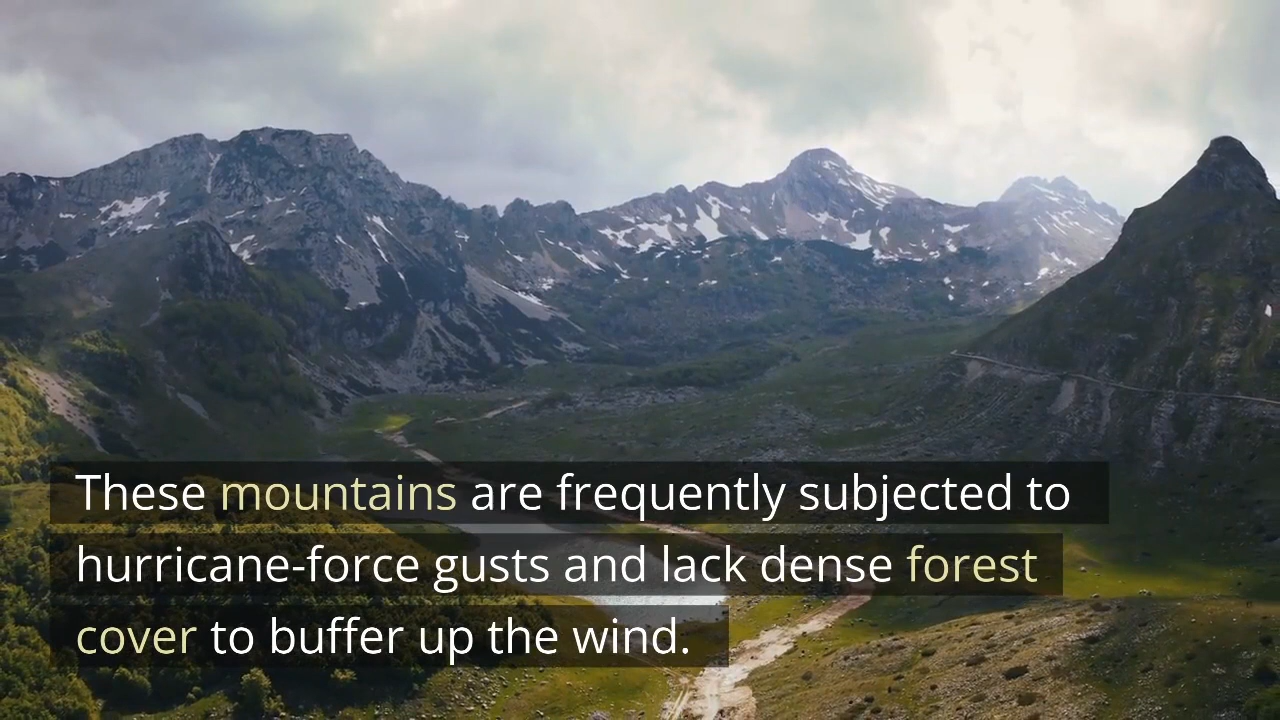 These mountains are frequently subjected to
hurricane-force gusts and lack dense forest
cover to buffer up the wind.